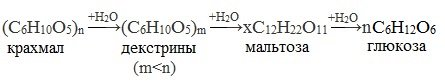 (C₆H₁₀O₅)n +H₂O→ (C₆H₁₀O₅)m +H₂O→ xC₁₂H₂₂O₁₁ +H₂O→ nC₆H₁₂O₆
крахмал декстрины мальтоза глюкоза
(m<n)